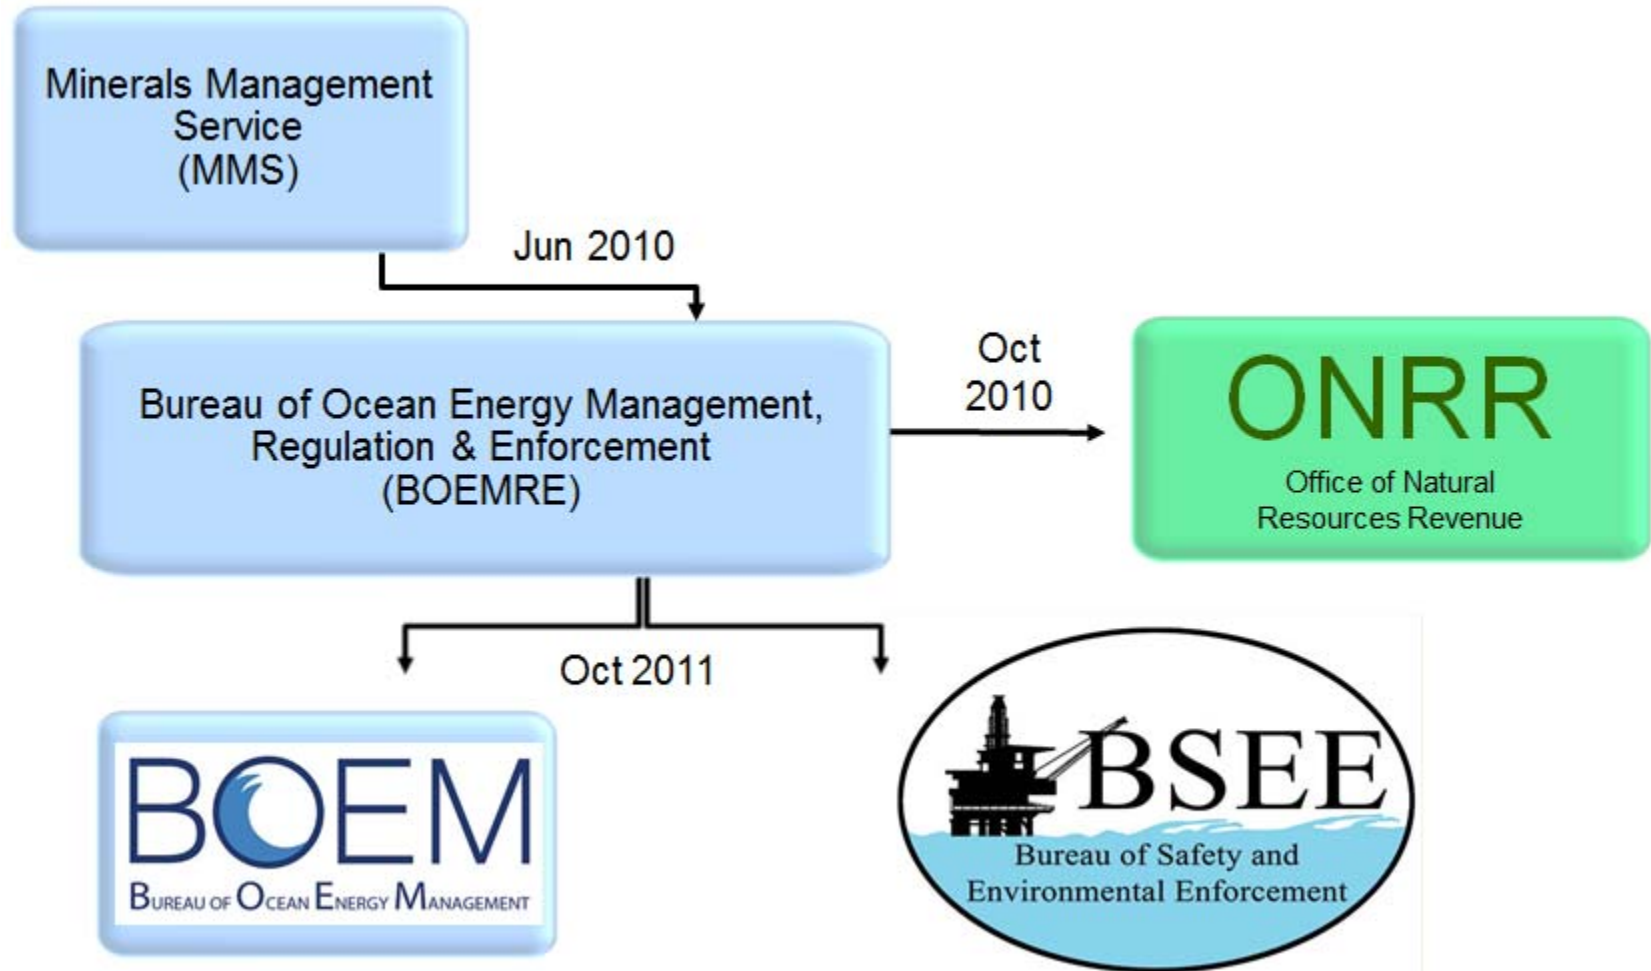 Minerals Management
Service
(MMS)
Jun 2010
Bureau of Ocean Energy Management,
Regulation & Enforcement
(BOEMRE)
Oct
2010
ONRR
Office of Natural
Resources Revenue
Oct 2011
BOEM
BUREAU OF OCEAN ENERGY MANAGEMENT
BSEE
Bureau of Safety and
Environmental Enforcement